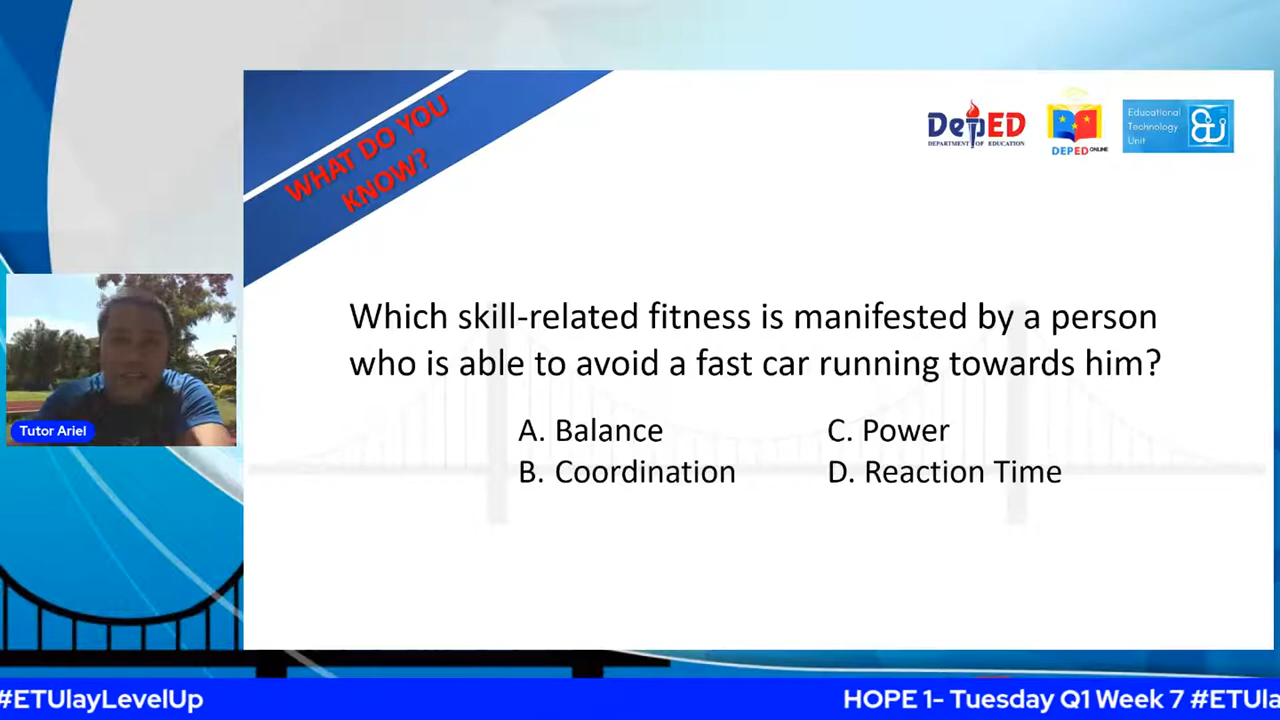 WHAT DO YOU
KNOW?
DepED
DEPARTMENT OF EDUCATION
DEPED ONLINE
Educational
Technology
Unit
Which skill-related fitness is manifested by a person
who is able to avoid a fast car running towards him?
A. Balance
C. Power
B. Coordination
D. Reaction Time
Tutor Ariel
#ETUlayLevelUp
HOPE 1- Tuesday Q1 Week 7 #ETUla